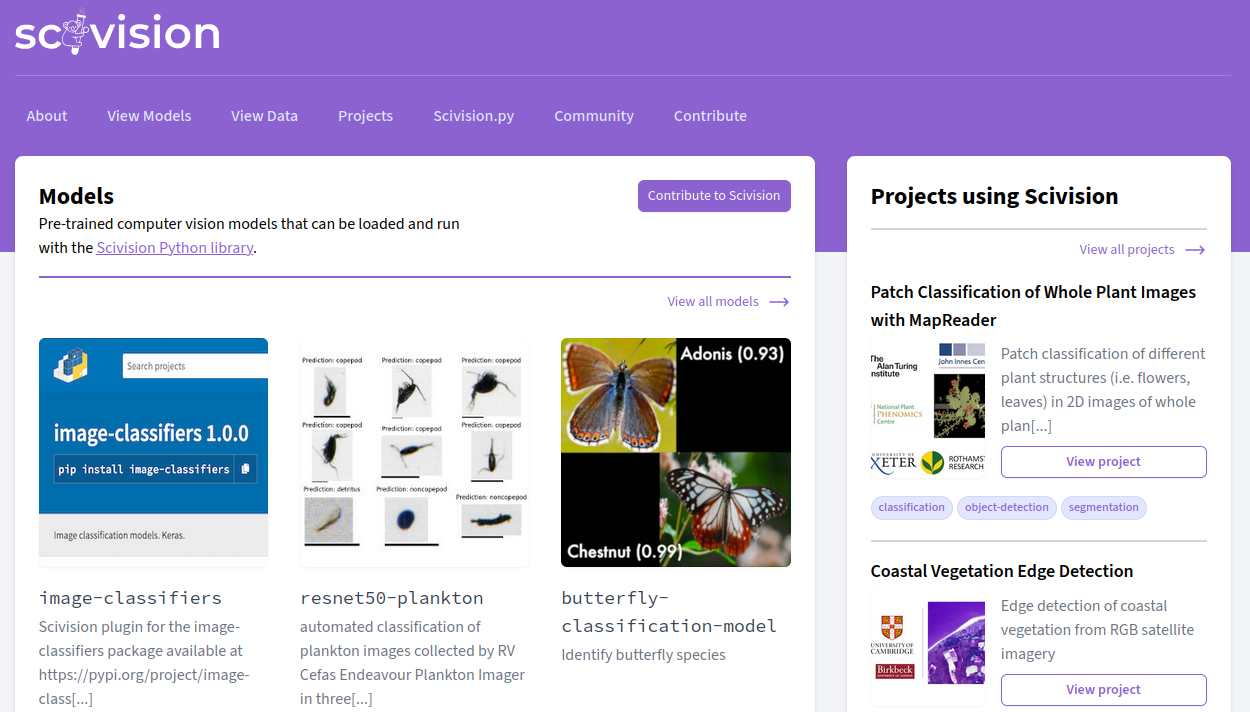 scivision
About View Models View Data Projects Scivision.py Community Contribute
Models
Contribute to Scivision
Pre-trained computer vision models that can be loaded and run
with the Scivision Python library.
View all models
Search projects
image-classifiers 1.0.0
pip install image-classifiers
Image classification models. Keras.
Prediction: copepod Prediction: copepod Prediction: copepod
Prediction: copepod Prediction: copepod Prediction: copepod
Prediction: detritus Prediction: noncopepod Prediction: noncopepod
Adonis (0.93)
Chestnut (0.99)
image-classifiers
Scivision plugin for the image-
classifiers package available at
https://pypi.org/project/image-
class[...]
resnet50-plankton
automated classification of
plankton images collected by RV
Cefas Endeavour Plankton Imager
in three[...]
butterfly-
classification-model
Identify butterfly species
Projects using Scivision
View all projects
Patch Classification of Whole Plant Images
with MapReader
The
Alan Turing
Institute
John Innes Cen
National Plant
PHENOMICS
Centre
UNIVERSITY OF
EXETER
ROTHAMS
RESEARCH
Patch classification of different
plant structures (i.e. flowers,
leaves) in 2D images of whole
plan[...]
View project
classification object-detection segmentation
Coastal Vegetation Edge Detection
UNIVERSITY OF
CAMBRIDGE
Birkbeck
UNIVERSITY OF LONDON
Edge detection of coastal
vegetation from RGB satellite
imagery
View project